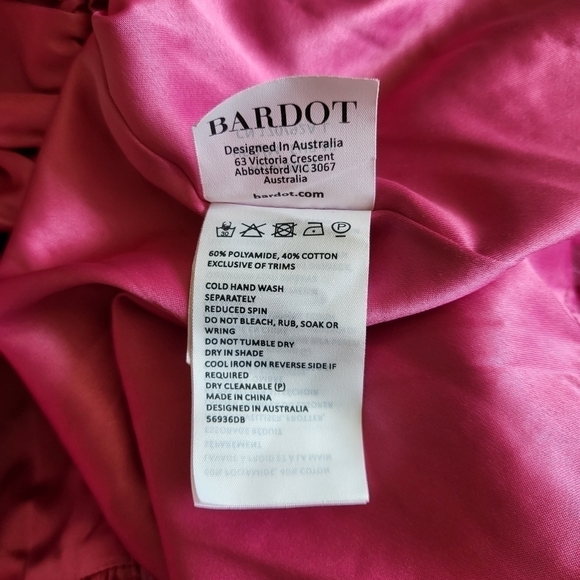 BARDOT
Designed In Australia
63 Victoria Crescent
Abbotsford VIC 3067
Australia
bardot.com
30
P
60% POLYAMIDE, 40% COTTON
EXCLUSIVE OF TRIMS
COLD HAND WASH
SEPARATELY
REDUCED SPIN
DO NOT BLEACH, RUB, SOAK OR
WRING
DO NOT TUMBLE DRY
DRY IN SHADE
COOL IRON ON REVERSE SIDE IF
REQUIRED
DRY CLEANABLE (P)
MADE IN CHINA
DESIGNED IN AUSTRALIA
56936DB